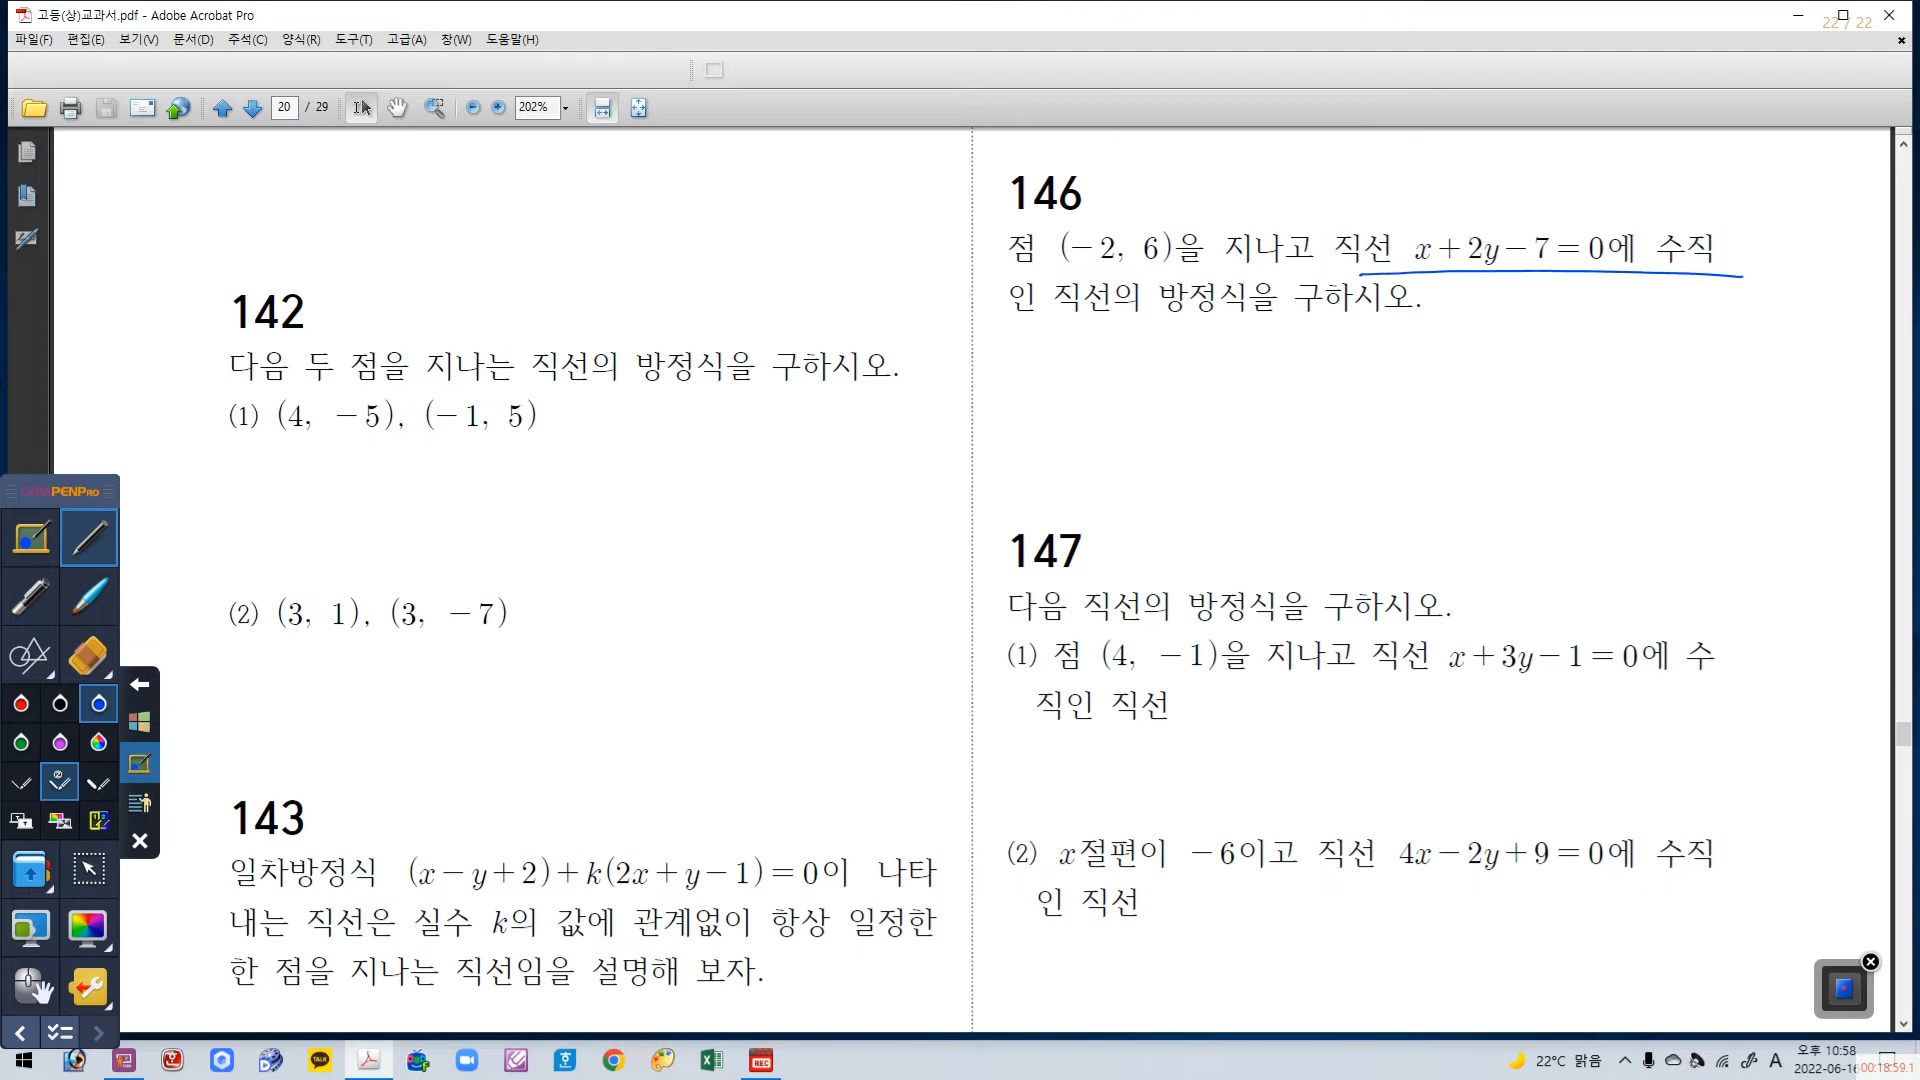 고등(상)교과서.pdf - Adobe Acrobat Pro
22 / 22
파일(F) 편집(E) 보기(V) 문서(D) 주석(C) 양식(R) 도구(T) 고급(A) 창(W) 도움말(H)
20 / 29 202%
142
다음 두 점을 지나는 직선의 방정식을 구하시오.
(1) (4, -5), (-1, 5)
(2) (3, 1), (3, -7)
143
일차방정식 (x-y+2)+k(2x+y-1)=0이 나타
내는 직선은 실수 k의 값에 관계없이 항상 일정한
한 점을 지나는 직선임을 설명해 보자.
146
점 (-2, 6)을 지나고 직선 x+2y-7=0에 수직
인 직선의 방정식을 구하시오.
147
다음 직선의 방정식을 구하시오.
(1) 점 (4, -1)을 지나고 직선 x+3y-1=0에 수
직인 직선
(2) x절편이 -6이고 직선 4x-2y+9=0에 수직
인 직선
PENPRO
TALK
REC
22°C 맑음
A
오후 10:58
2022-06-16
00:18:59.1